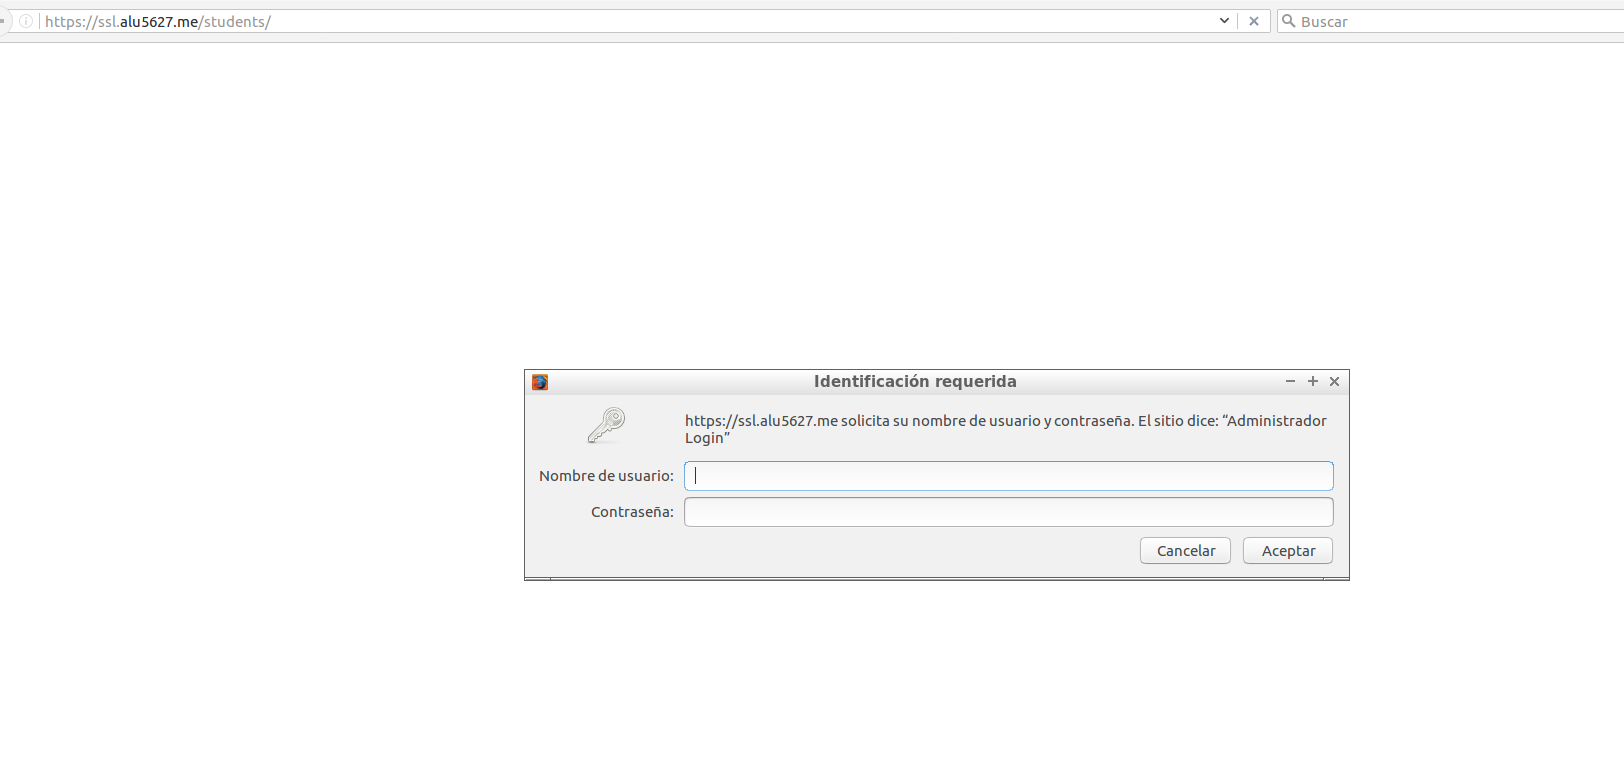 https://ssl.alu5627.me/students/
Buscar
Identificación requerida
https://ssl.alu5627.me solicita su nombre de usuario y contraseña. El sitio dice: “Administrador
Login”
Nombre de usuario:
Contraseña:
Cancelar
Aceptar